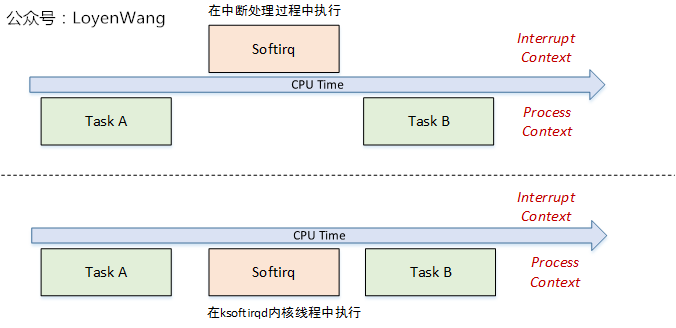 公众号：LoyenWang
在中断处理过程中执行
Softirq
Interrupt
Context
CPU Time
Task A
Task B
Process
Context
Interrupt
Context
CPU Time
Task A
Softirq
Task B
Process
Context
在ksoftirqd内核线程中执行